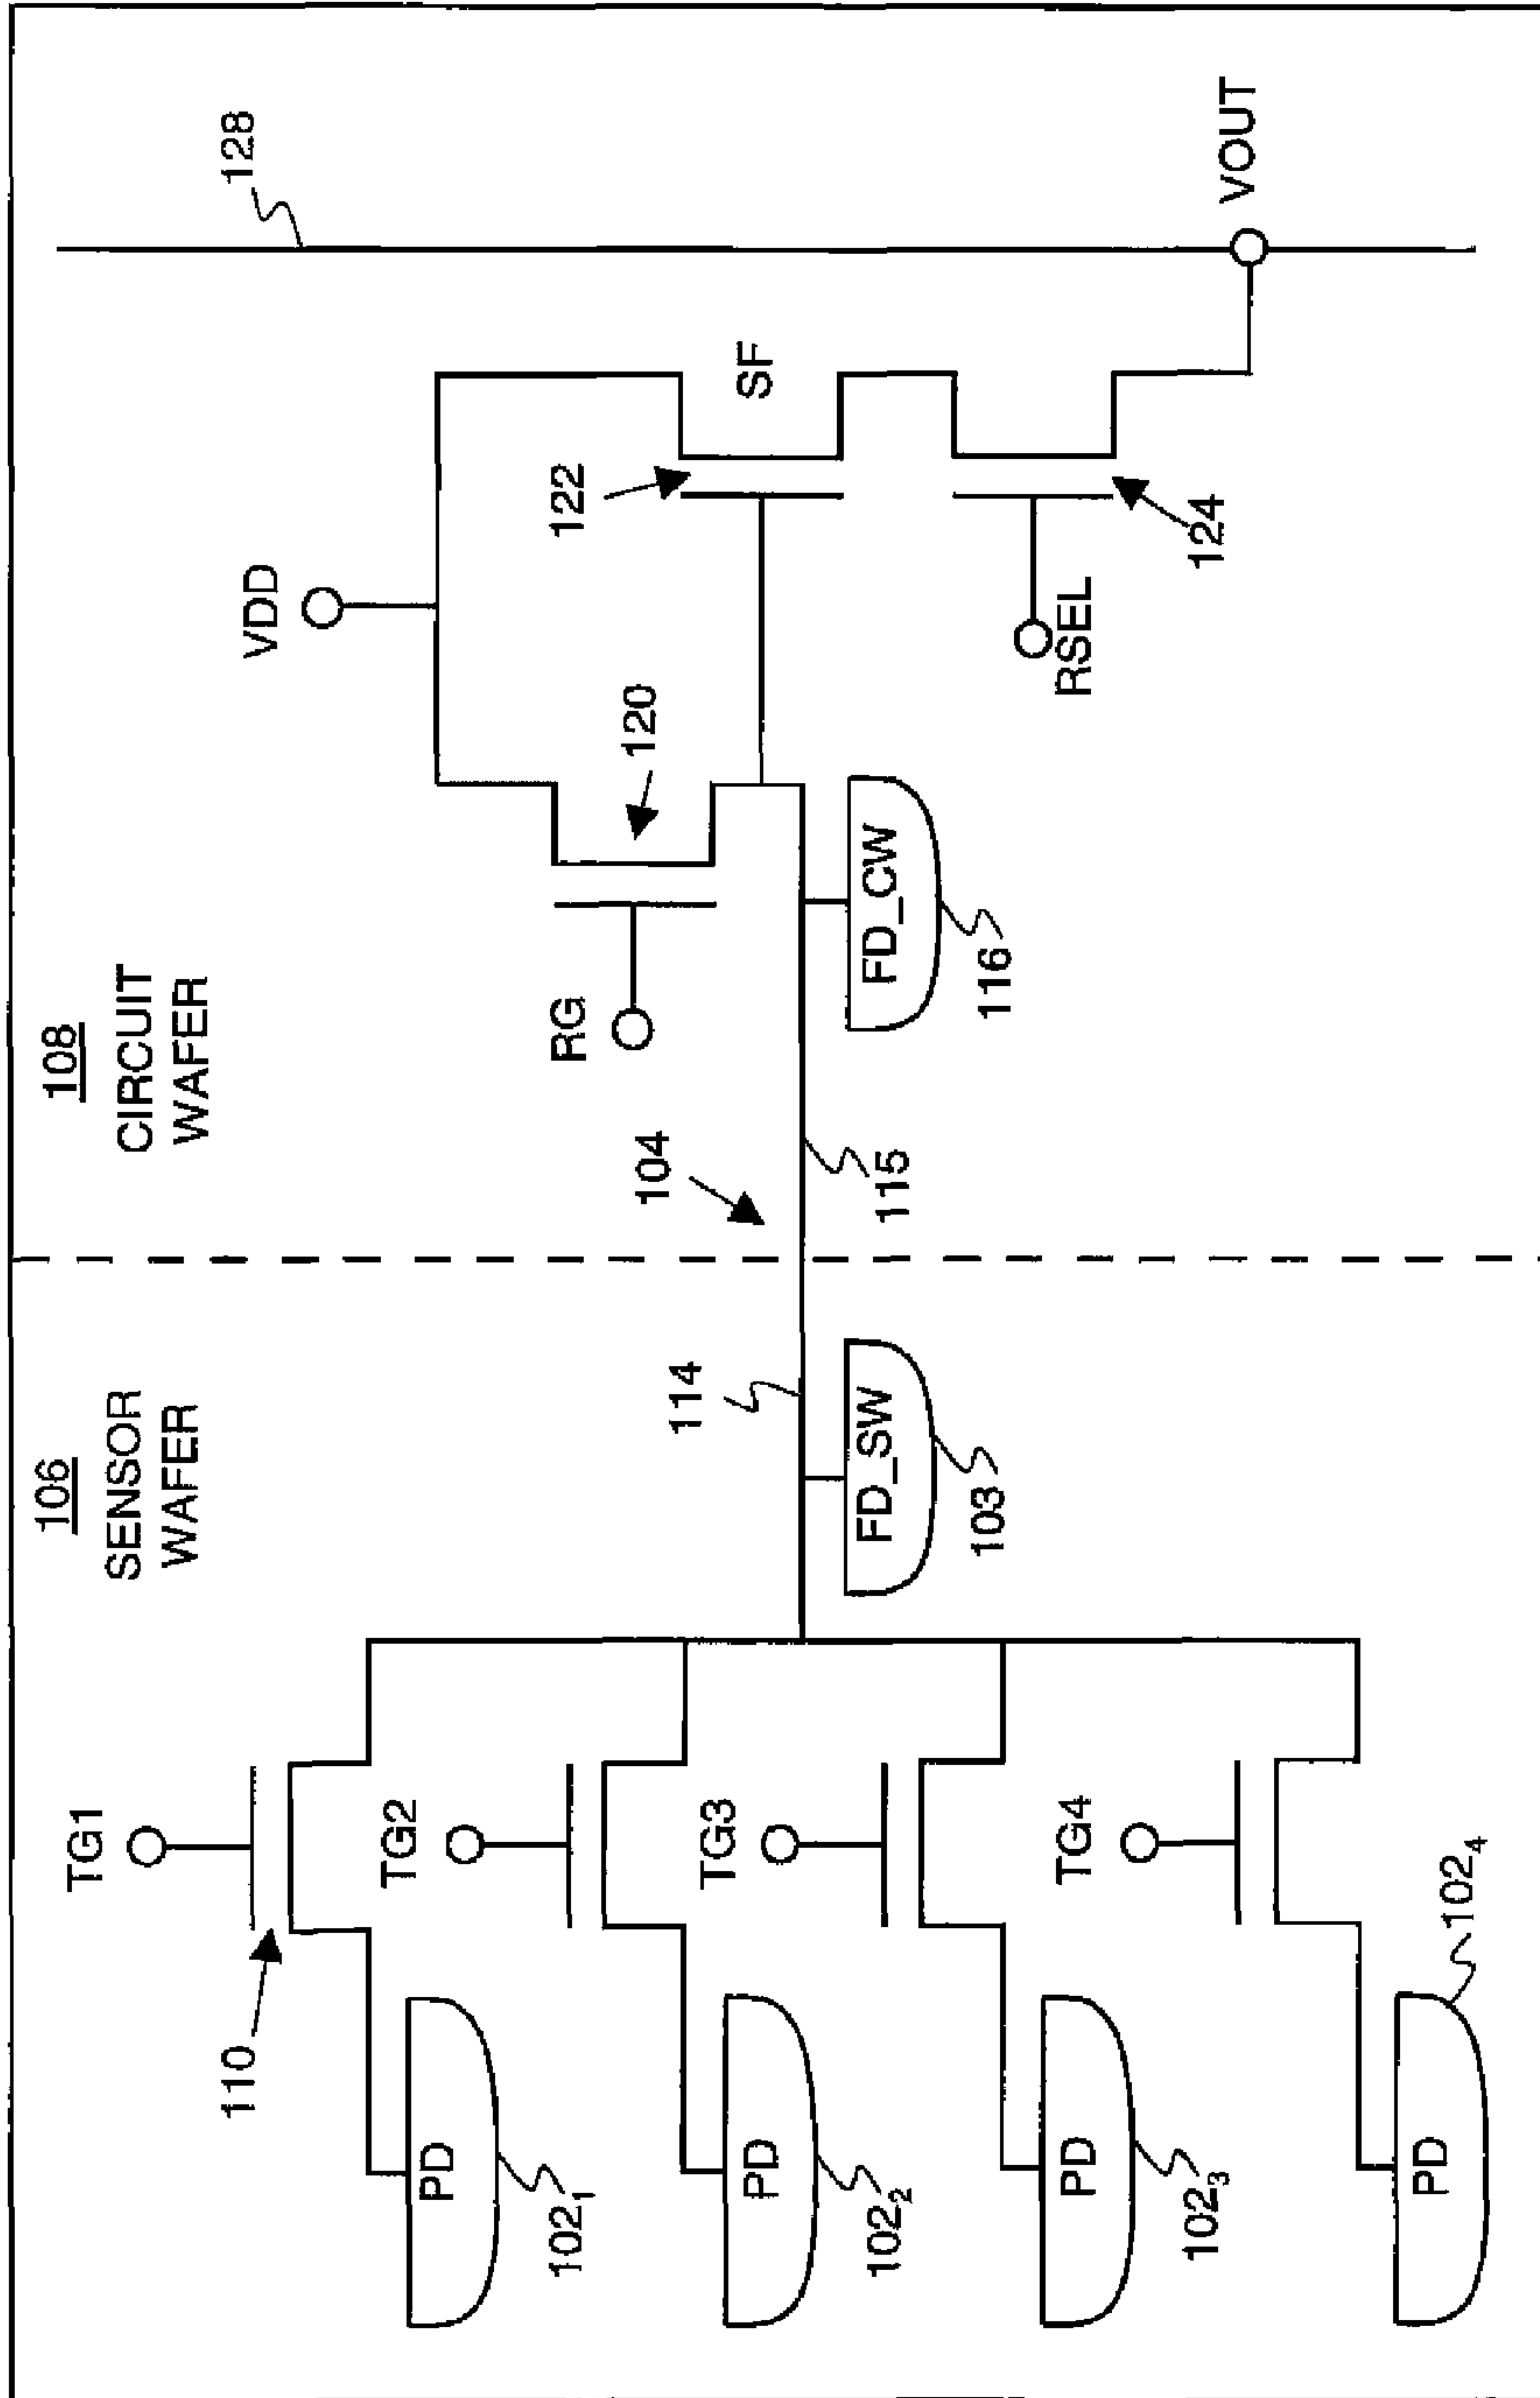 106
SENSOR
WAFER
108
CIRCUIT
WAFER
TG1
110
PD
102₁
TG2
PD
102₂
TG3
PD
102₃
TG4
PD
102₄
114
FD_SW
103
104
115
RG
120
FD_CW
116
VDD
122
SF
RSEL
124
128
VOUT